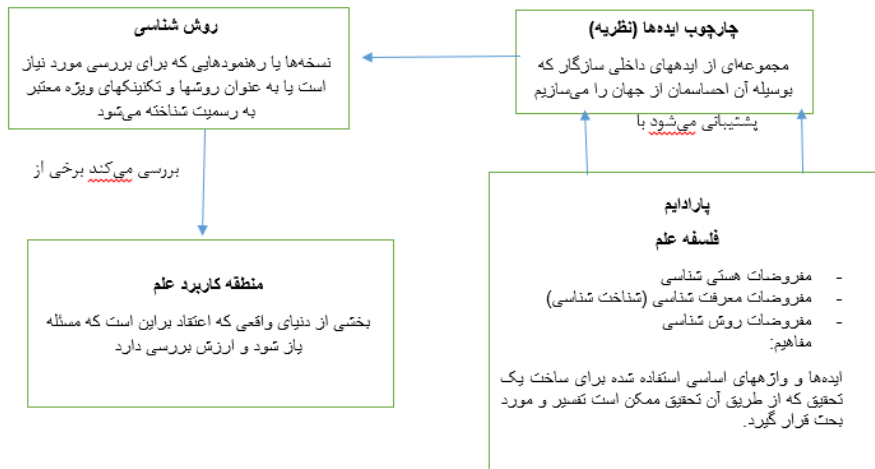 چارچوب ایده‌ها (نظریه)
مجموعه‌ای از ایدههای داخلی سازگار که
بوسیله آن احساسمان از جهان را می‌سازیم
پشتیبانی می‌شود با
روش شناسی
نسخه‌ها یا رهنمودهایی که برای بررسی مورد نیاز
است یا به عنوان روشها و تکنیکهای ویژه معتبر
به رسمیت شناخته می‌شود
بررسی می‌کند برخی از
پارادایم
فلسفه علم
- مفروضات هستی شناسی
- مفروضات معرفت شناسی (شناخت شناسی)
- مفروضات روش شناسی
مفاهیم:
ایده‌ها و واژههای اساسی استفاده شده برای ساخت یک
تحقیق که از طریق آن تحقیق ممکن است تفسیر و مورد
بحث قرار گیرد.
منطقه کاربرد علم
بخشی از دنیای واقعی که اعتقاد براین است که مسئله
یاز شود و ارزش بررسی دارد